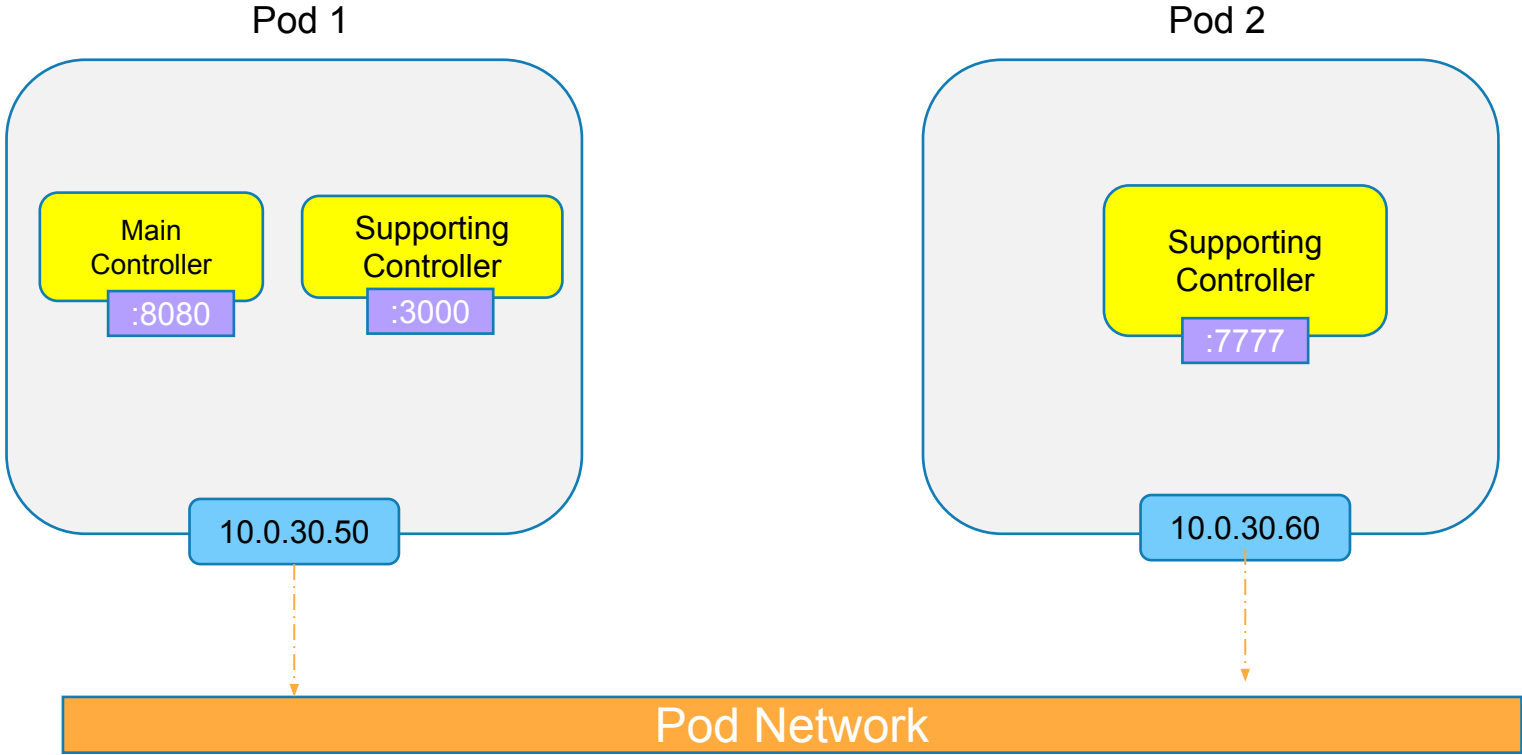 Pod 1
Pod 2
Main
Controller
:8080
Supporting
Controller
:3000
Supporting
Controller
:7777
10.0.30.50
10.0.30.60
Pod Network